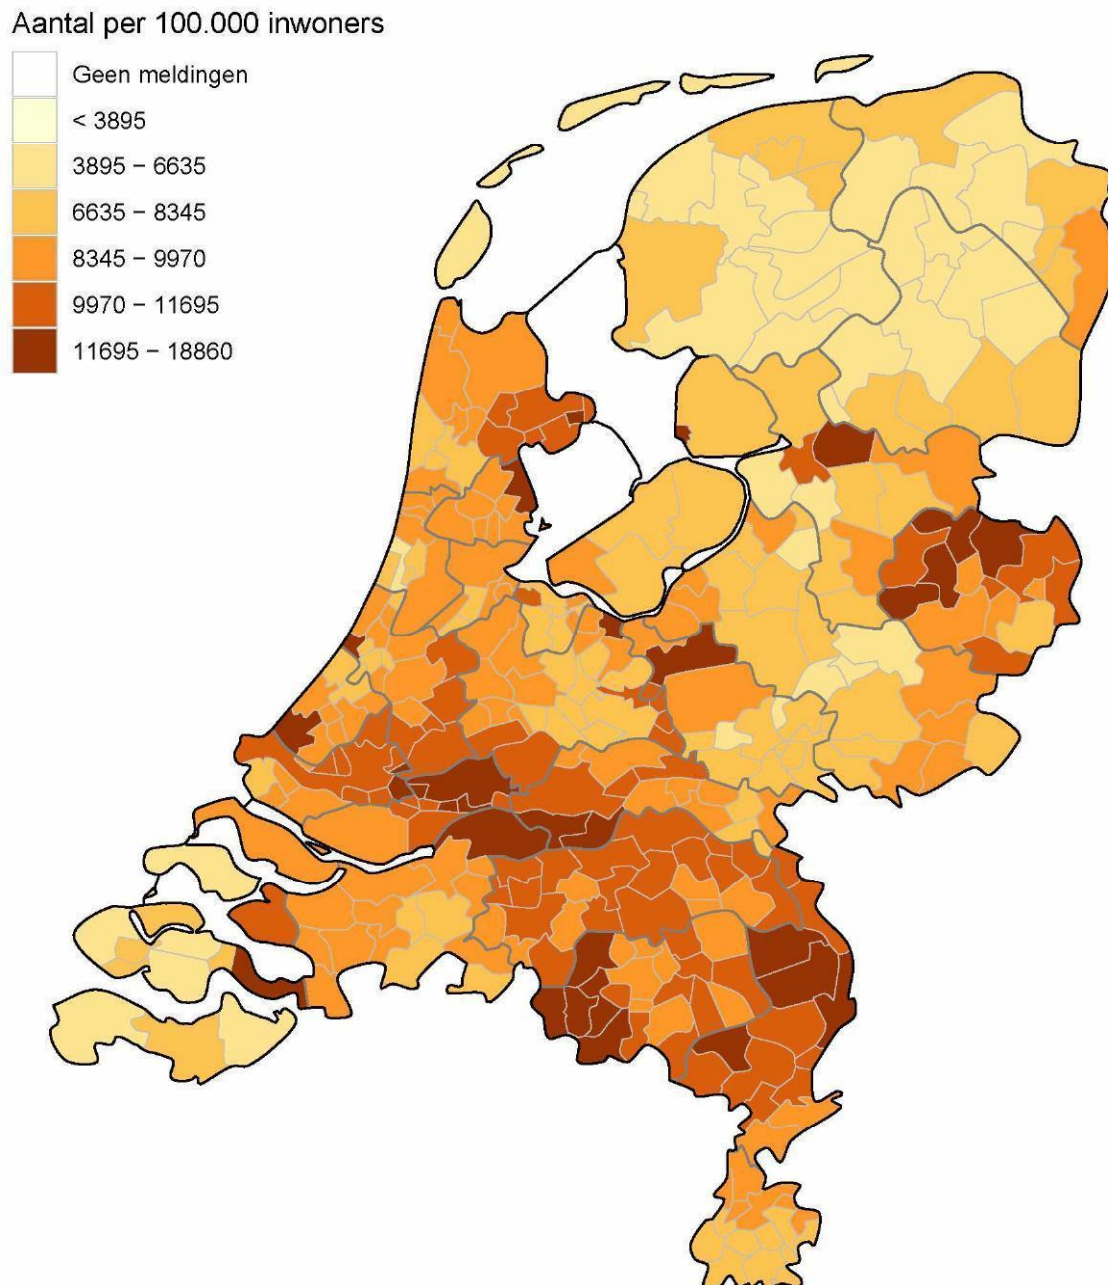 Aantal per 100.000 inwoners
Geen meldingen
< 3895
3895 − 6635
6635 − 8345
8345 − 9970
9970 − 11695
11695 − 18860